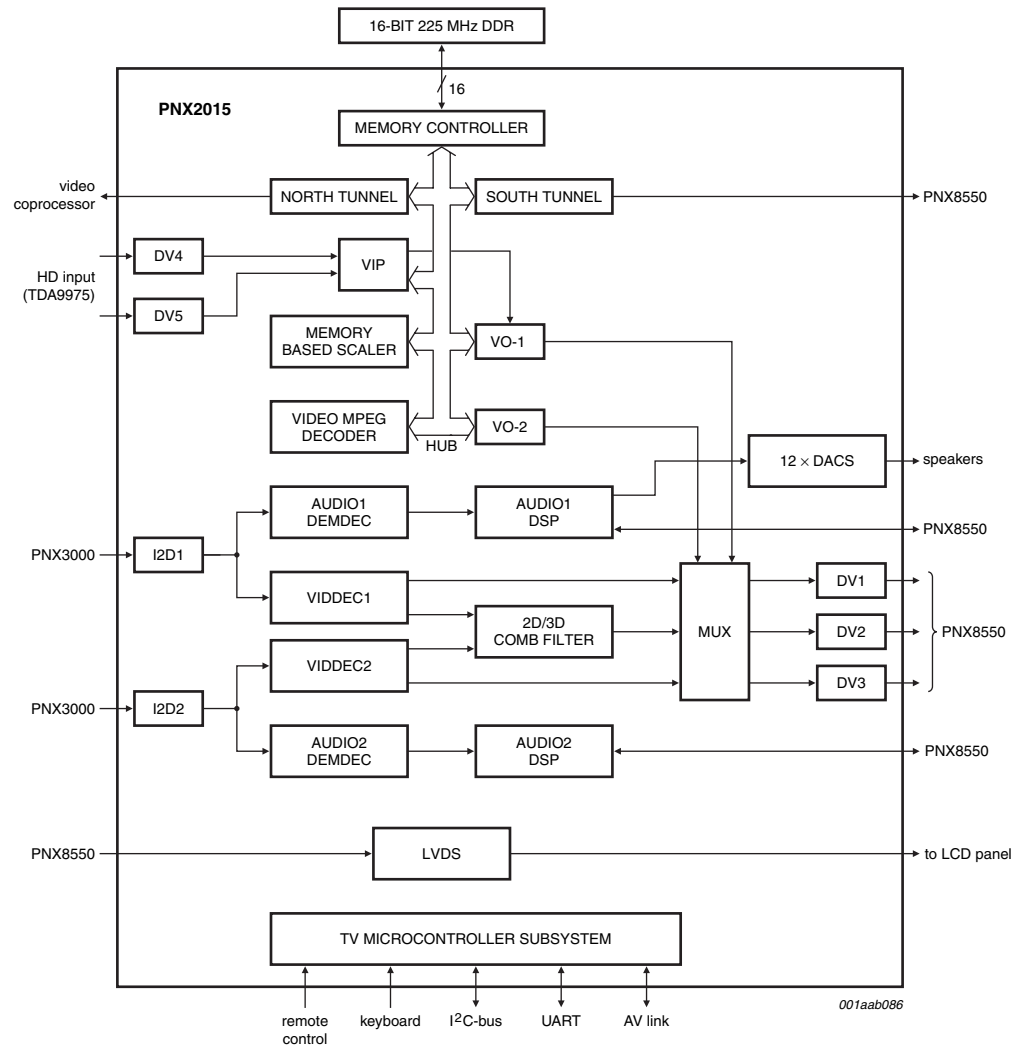 16-BIT 225 MHz DDR
16
PNX2015
MEMORY CONTROLLER
video
coprocessor
NORTH TUNNEL
SOUTH TUNNEL
PNX8550
DV4
VIP
HD input
(TDA9975)
DV5
MEMORY
BASED SCALER
VO-1
VIDEO MPEG
DECODER
HUB
VO-2
12 × DACS
speakers
AUDIO1
DEMDEC
AUDIO1
DSP
PNX8550
PNX3000
I2D1
VIDDEC1
2D/3D
COMB FILTER
MUX
DV1
DV2
DV3
PNX8550
VIDDEC2
PNX3000
I2D2
AUDIO2
DEMDEC
AUDIO2
DSP
PNX8550
PNX8550
LVDS
to LCD panel
TV MICROCONTROLLER SUBSYSTEM
remote
control
keyboard
I²C-bus
UART
AV link
001aab086